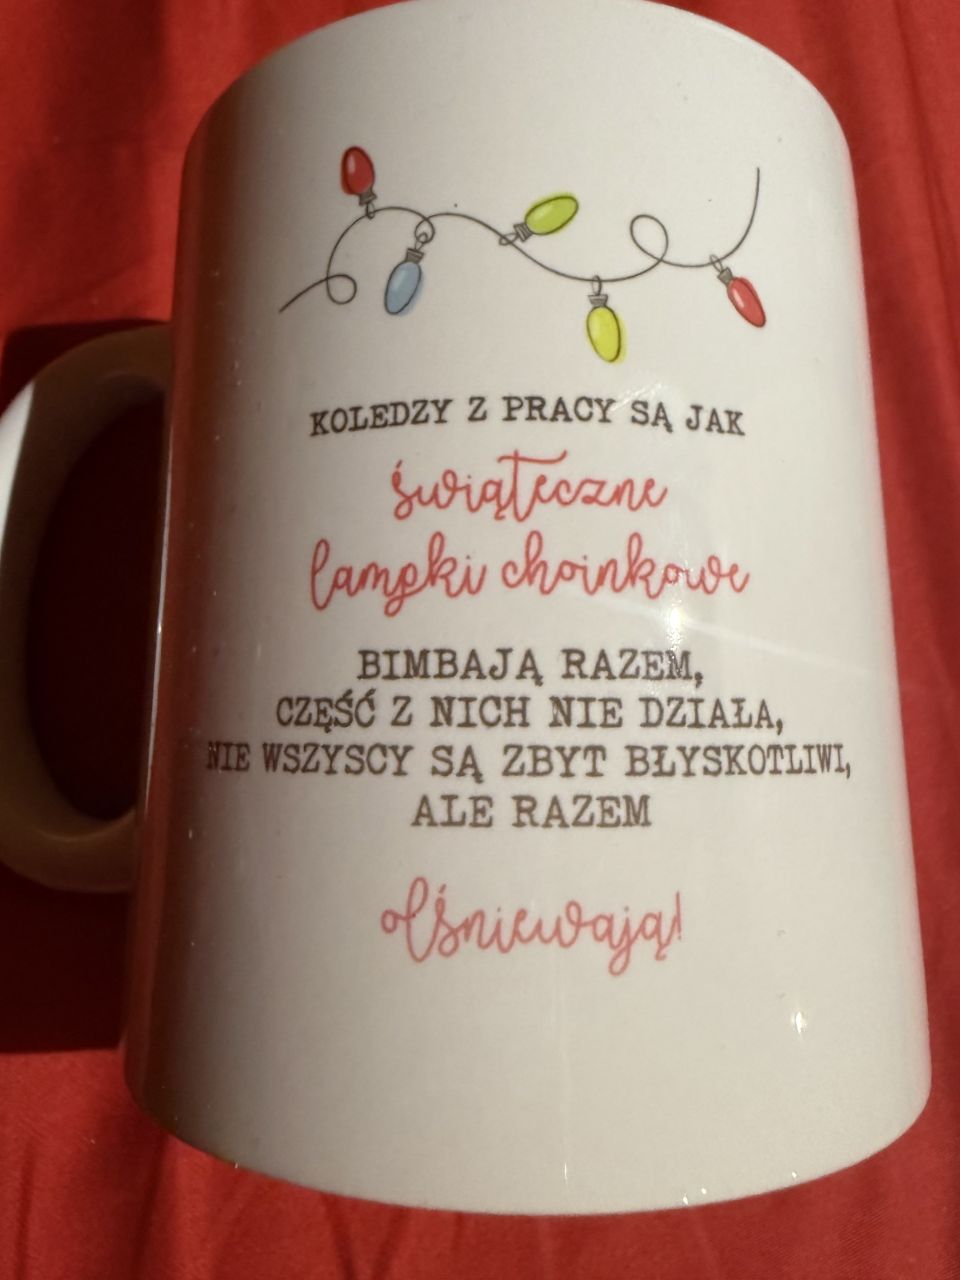 KOLEDZY Z PRACY SĄ JAK
świąteczne
lampki choinkowe
BIMBAJĄ RAZEM,
CZĘŚĆ Z NICH NIE DZIAŁA,
NIE WSZYSCY SĄ ZBYT BŁYSKOTLIWI,
ALE RAZEM
olśniewają!